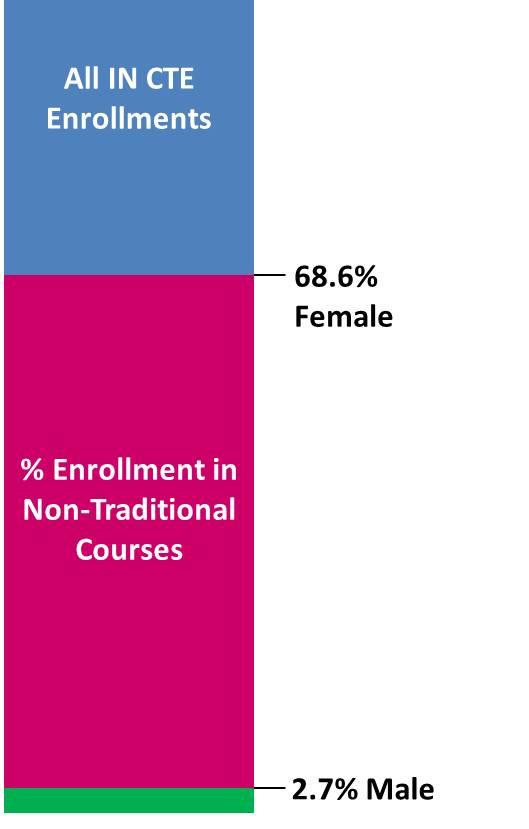 All IN CTE
Enrollments
68.6%
Female
% Enrollment in
Non-Traditional
Courses
2.7% Male